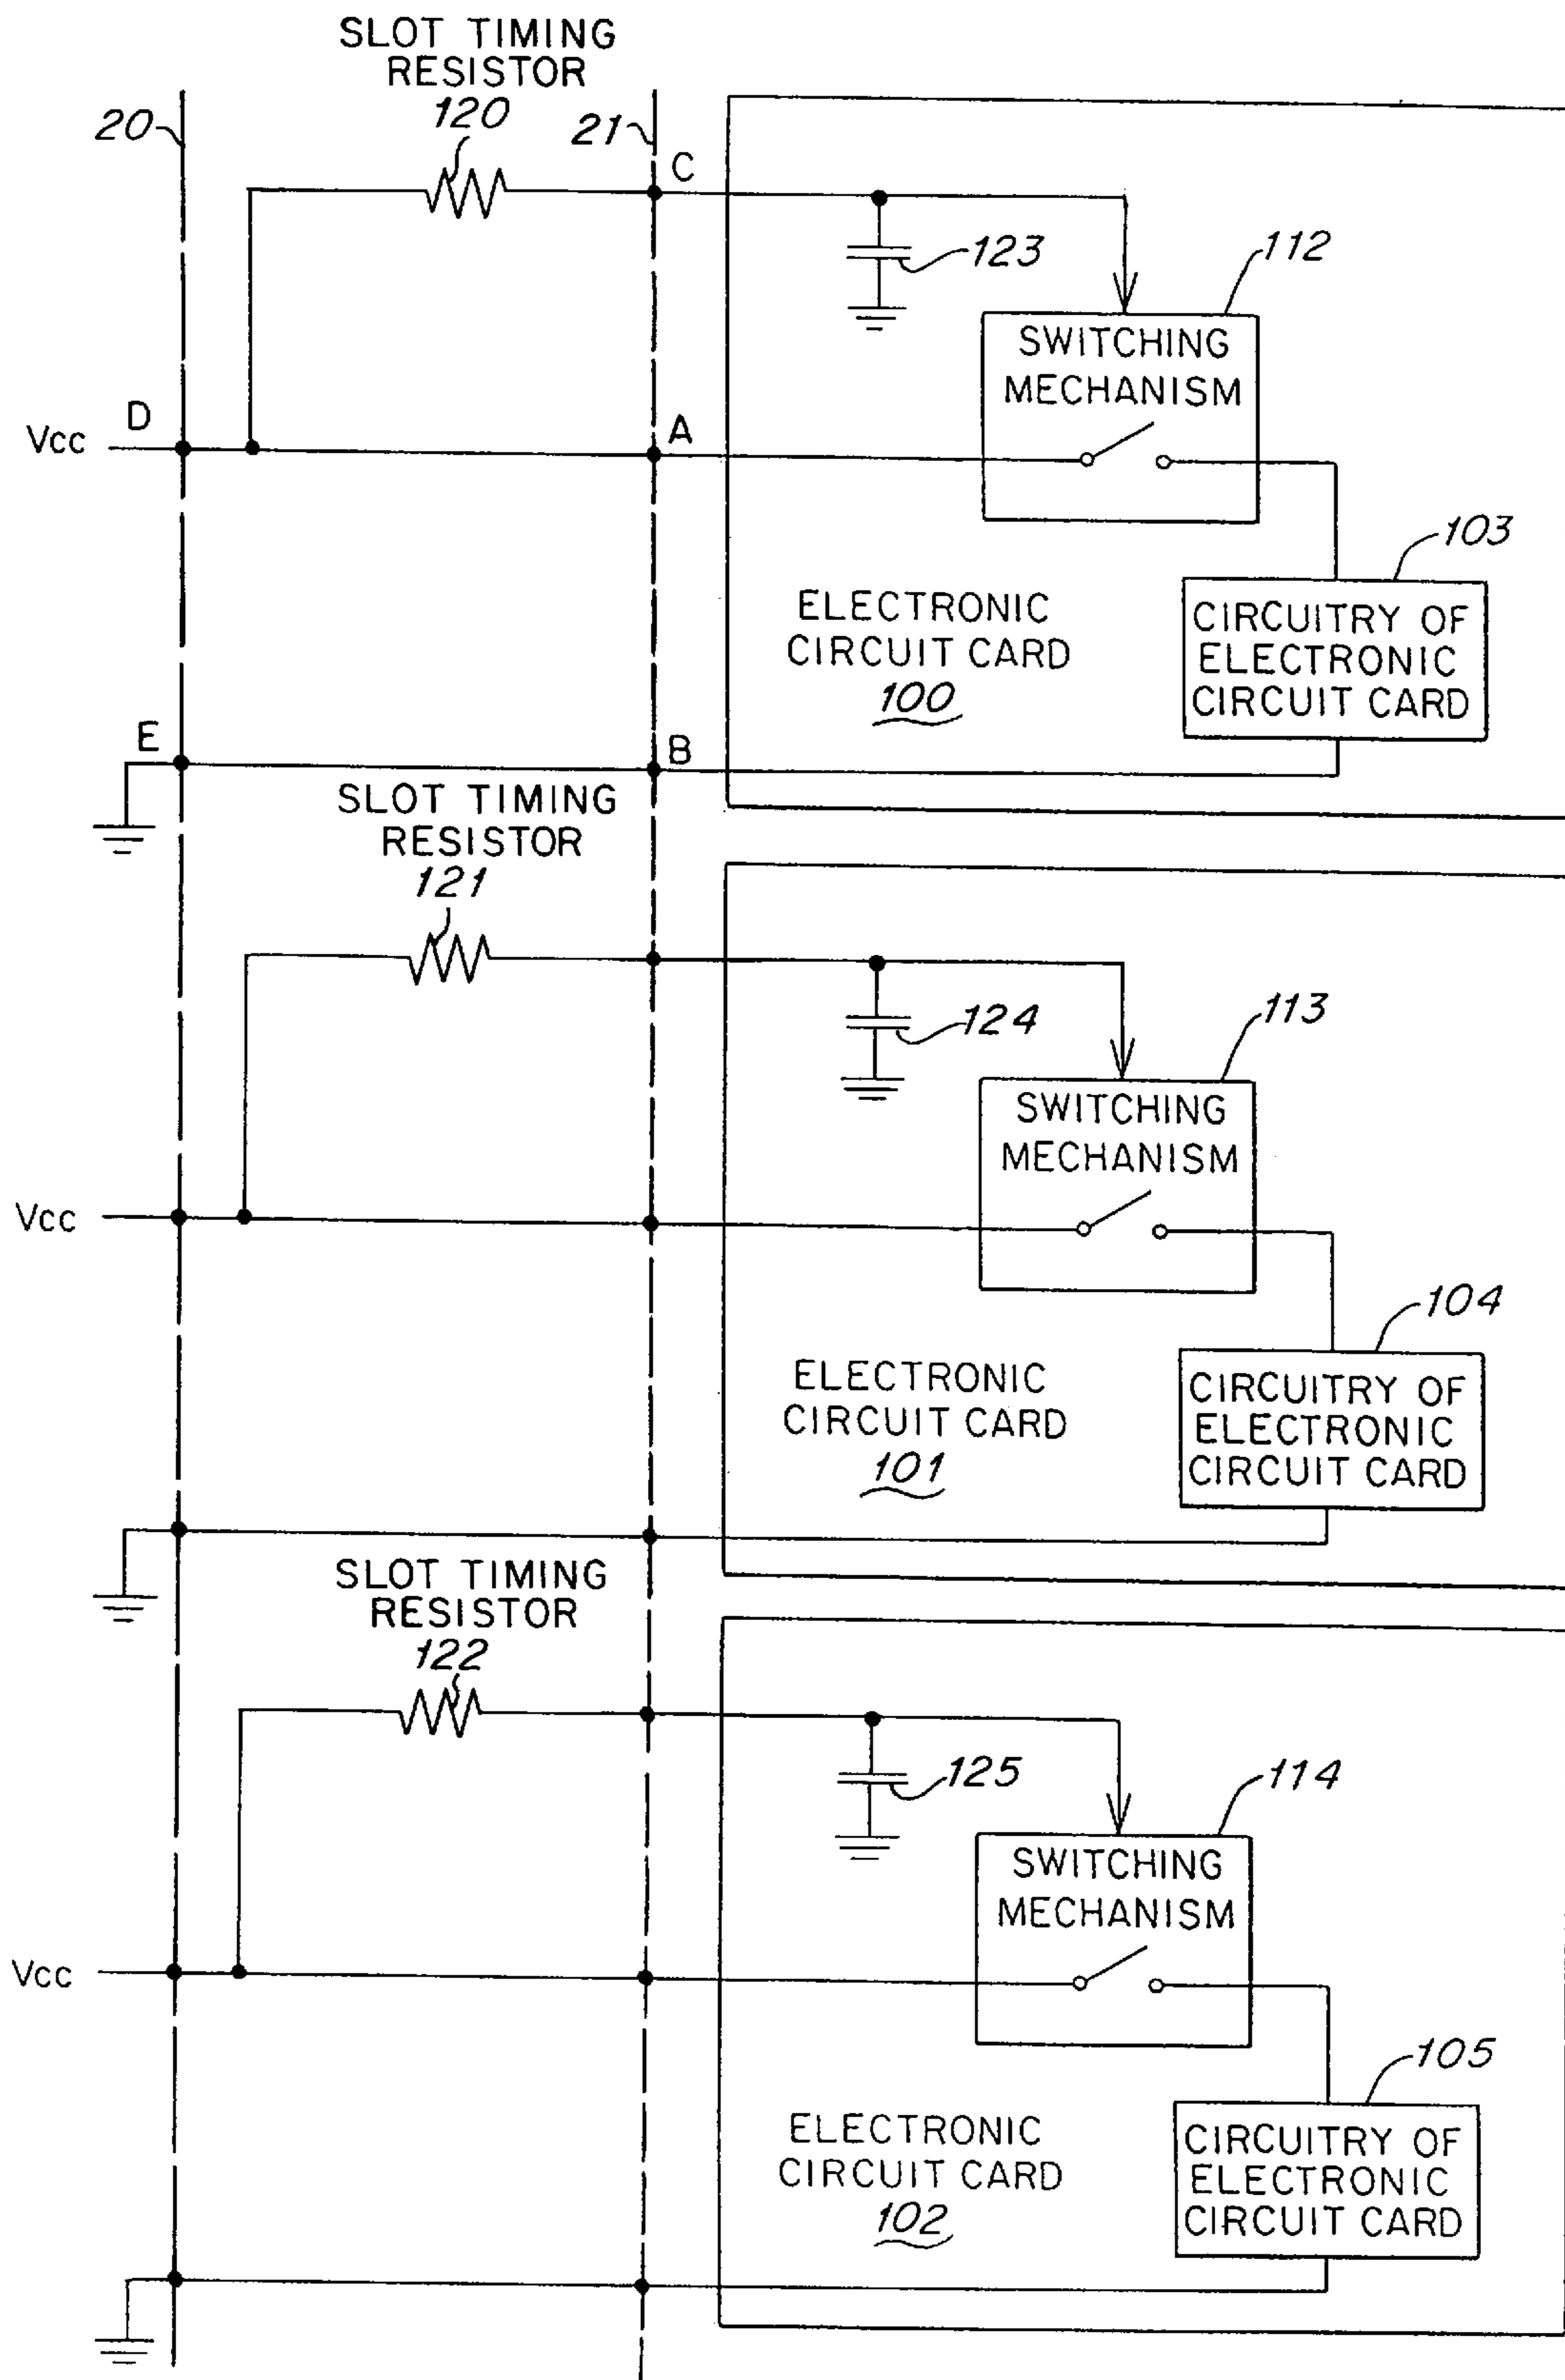 SLOT TIMING
RESISTOR
120
20
21
C
123
112
SWITCHING
MECHANISM
D
Vcc
A
103
ELECTRONIC
CIRCUIT CARD
100
CIRCUITRY OF
ELECTRONIC
CIRCUIT CARD
E
B
SLOT TIMING
RESISTOR
121
124
113
SWITCHING
MECHANISM
Vcc
104
ELECTRONIC
CIRCUIT CARD
101
CIRCUITRY OF
ELECTRONIC
CIRCUIT CARD
SLOT TIMING
RESISTOR
122
125
114
SWITCHING
MECHANISM
Vcc
105
ELECTRONIC
CIRCUIT CARD
102
CIRCUITRY OF
ELECTRONIC
CIRCUIT CARD